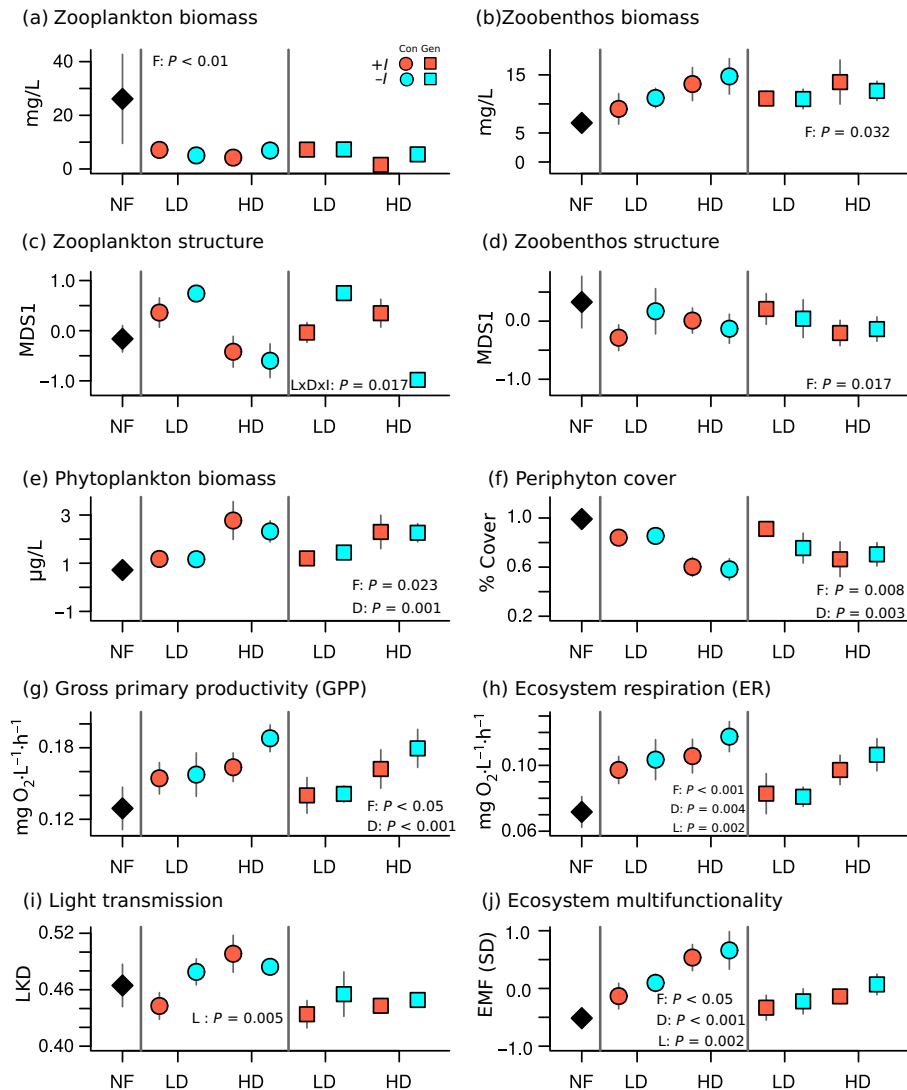 (a) Zooplankton biomass
mg/L
40
20
0
F: P < 0.01
Con Gen
+I
−I
NF LD HD LD HD
(b)Zoobenthos biomass
mg/L
15
5
0
F: P = 0.032
NF LD HD LD HD
(c) Zooplankton structure
MDS1
1.0
0.0
−1.0
LxDxI: P = 0.017
NF LD HD LD HD
(d) Zoobenthos structure
MDS1
0.0
−1.0
F: P = 0.017
NF LD HD LD HD
(e) Phytoplankton biomass
µg/L
3
1
−1
F: P = 0.023
D: P = 0.001
NF LD HD LD HD
(f) Periphyton cover
% Cover
1.0
0.6
0.2
F: P = 0.008
D: P = 0.003
NF LD HD LD HD
(g) Gross primary productivity (GPP)
mg O₂·L⁻¹·h⁻¹
0.18
0.12
F: P < 0.05
D: P < 0.001
NF LD HD LD HD
(h) Ecosystem respiration (ER)
mg O₂·L⁻¹·h⁻¹
0.10
0.06
F: P < 0.001
D: P = 0.004
L: P = 0.002
NF LD HD LD HD
(i) Light transmission
LKD
0.52
0.46
0.40
L : P = 0.005
NF LD HD LD HD
(j) Ecosystem multifunctionality
EMF (SD)
1.0
0.0
−1.0
F: P < 0.05
D: P < 0.001
L: P = 0.002
NF LD HD LD HD